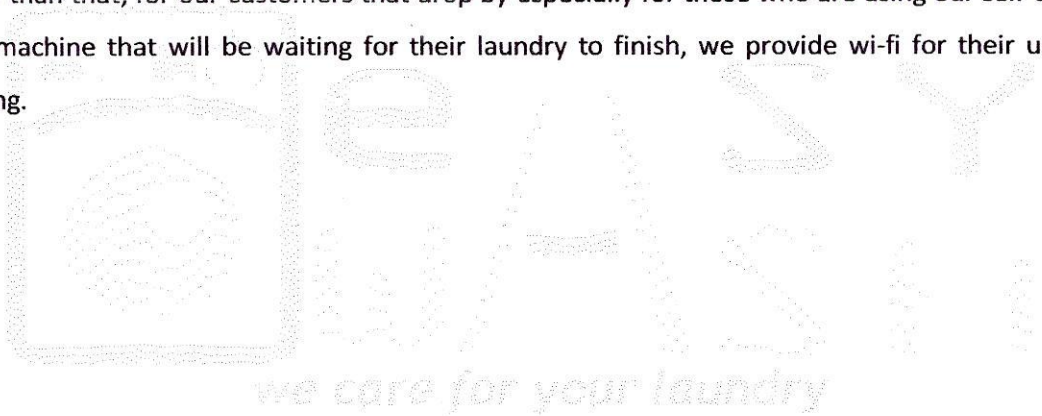 machine that will be waiting for their laundry to finish, we provide wi-fi for their u
ng.
eASY
wASH
we care for your laundry